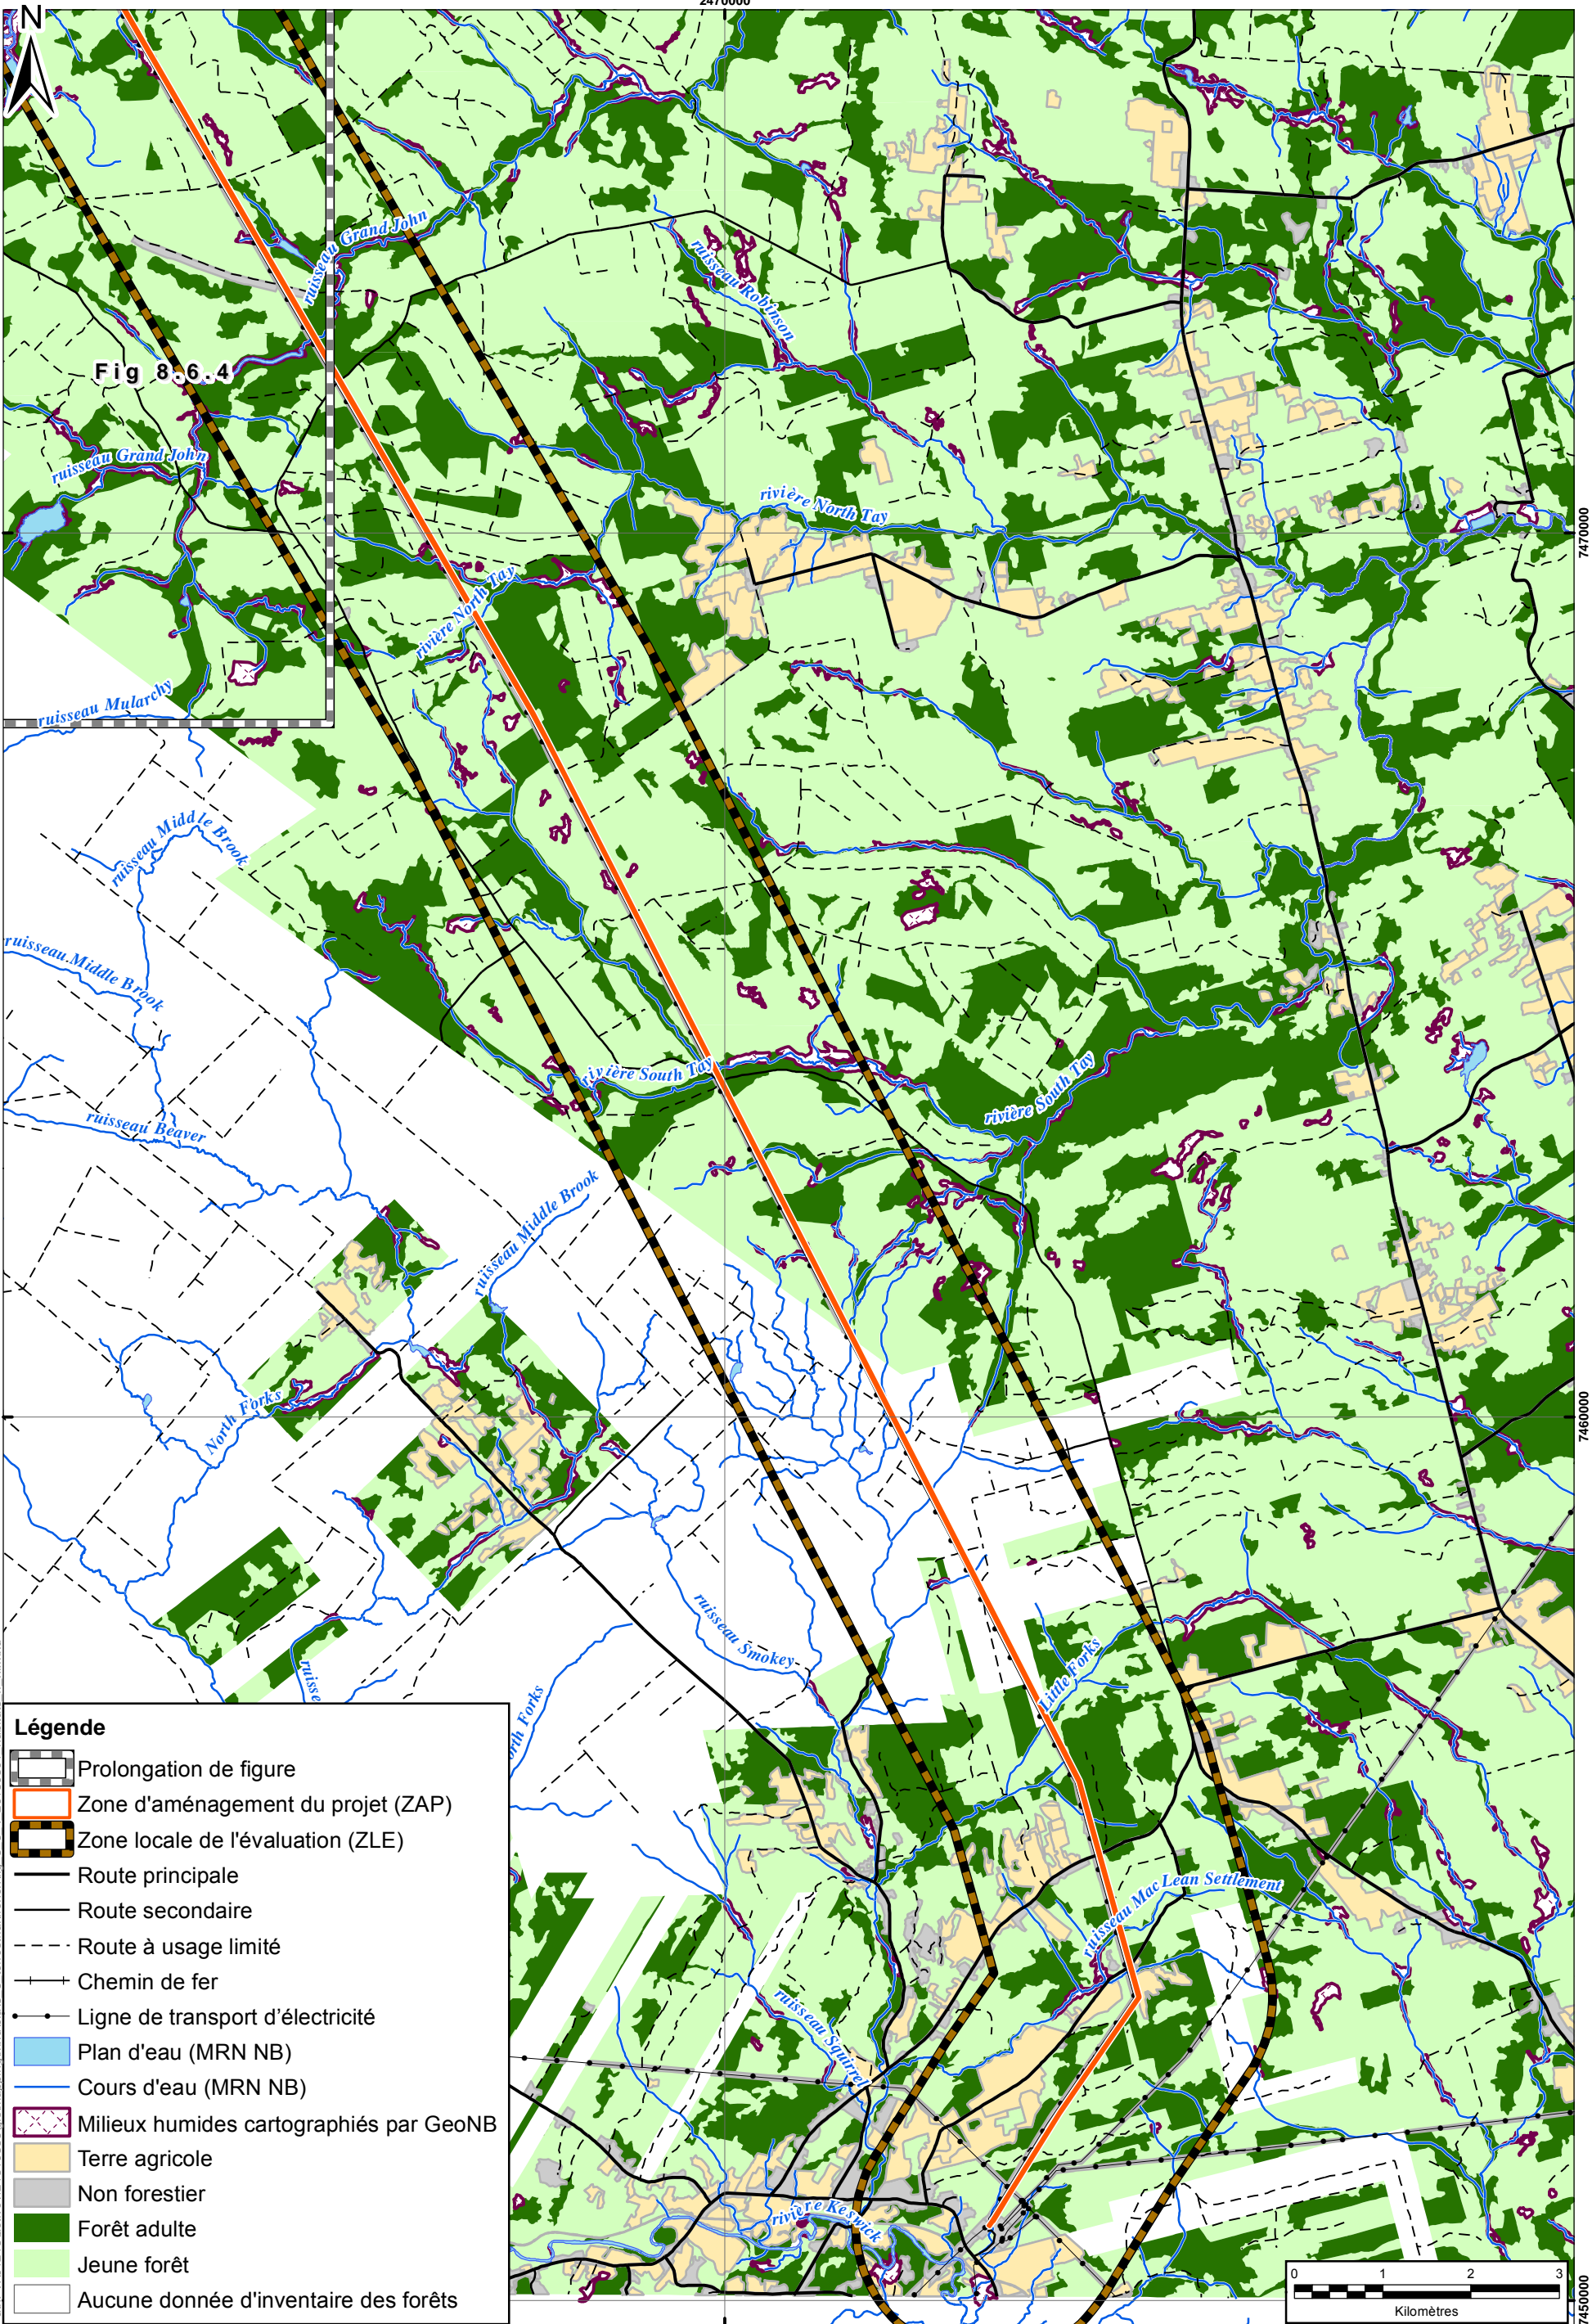 2470000
N
ruisseau Grand John
ruisseau Robinson
Fig 8.6.4
ruisseau Grand John
rivière North Tay
7470000
rivière North Tay
ruisseau Mularchy
ruisseau Middle Brook
ruisseau Middle Brook
rivière South Tay
rivière South Tay
ruisseau Beaver
ruisseau Middle Brook
North Forks
7460000
ruisseau Smokey
Little Forks
ruisse
orth Forks
ruisseau Mac Lean Settlement
ruisseau Squirrel
rivière Keswick
Légende
Prolongation de figure
Zone d'aménagement du projet (ZAP)
Zone locale de l'évaluation (ZLE)
Route principale
Route secondaire
Route à usage limité
Chemin de fer
Ligne de transport d'électricité
Plan d'eau (MRN NB)
Cours d'eau (MRN NB)
Milieux humides cartographiés par GeoNB
Terre agricole
Non forestier
Forêt adulte
Jeune forêt
Aucune donnée d'inventaire des forêts
0 1 2 3
Kilomètres
7450000